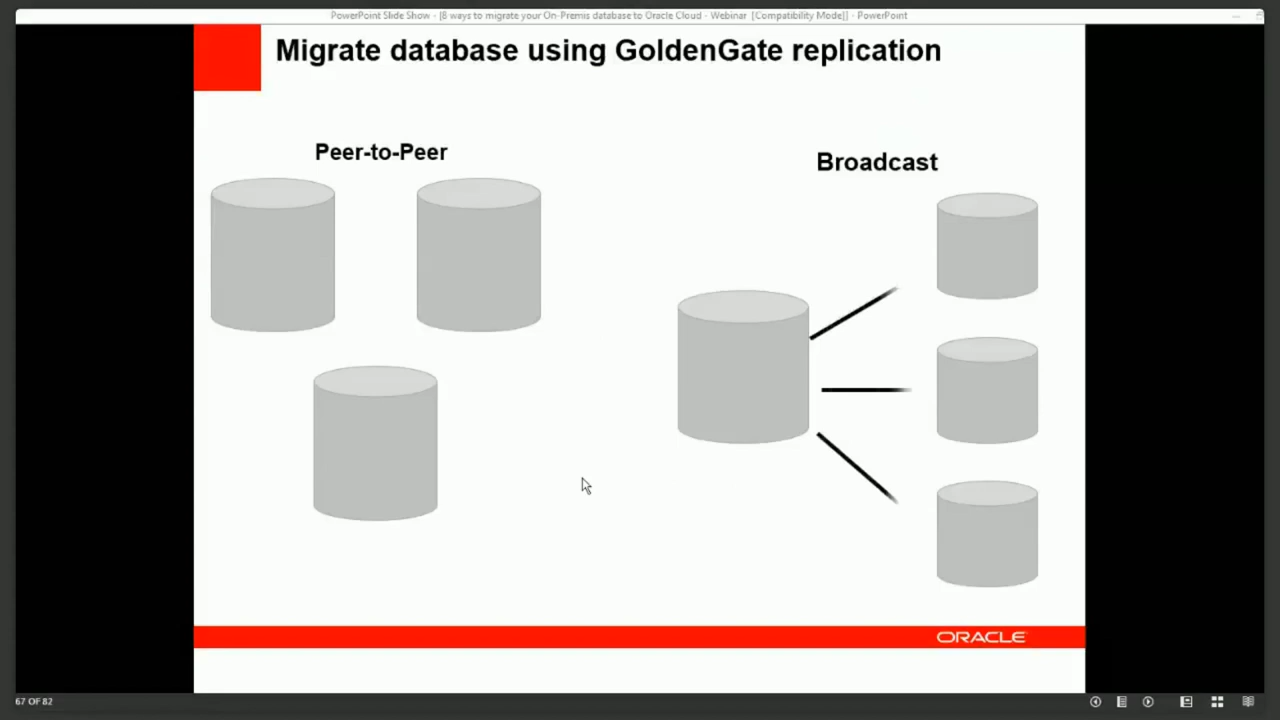 PowerPoint Slide Show - [6 ways to migrate your On-Premis database to Oracle Cloud - Webinar [Compatibility Mode]] - PowerPoint
Migrate database using GoldenGate replication
Peer-to-Peer
Broadcast
ORACLE
67 OF 82